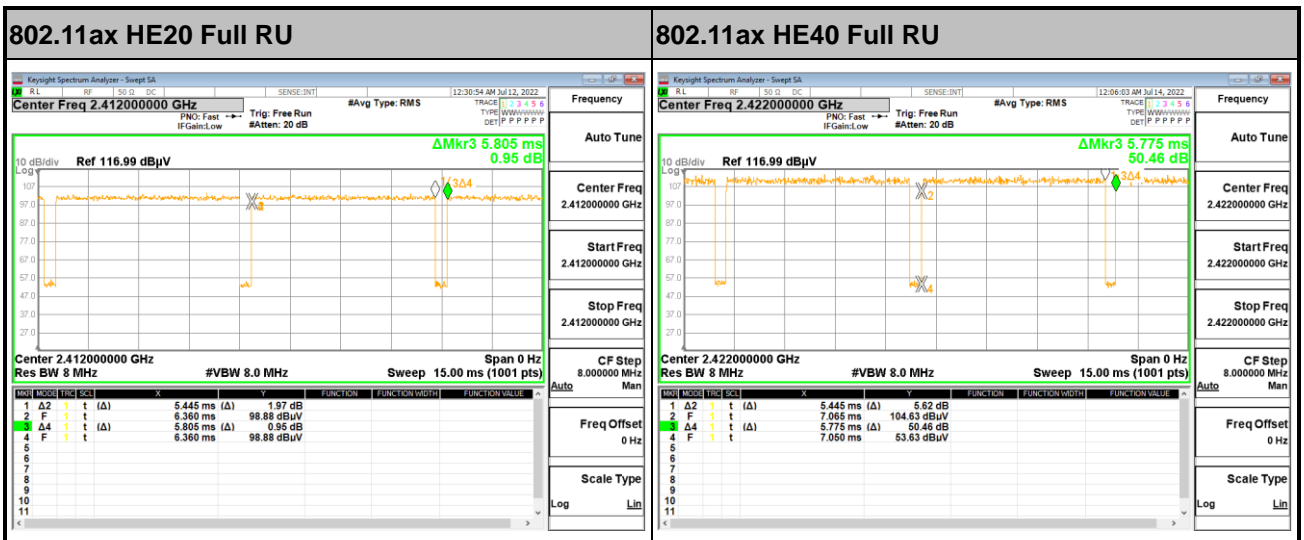 802.11ax HE20 Full RU
Keysight Spectrum Analyzer - Swept SA
RL RF 50 Ω DC SENSE:INT 12:30:54 AM Jul 12, 2022
Center Freq 2.412000000 GHz
#Avg Type: RMS
TRACE 1 2 3 4 5 6
PNO: Fast Trig: Free Run
TYPE
IFGain:Low #Atten: 20 dB
DET P P P P P P
ΔMkr3 5.805 ms
0.95 dB
10 dB/div Ref 116.99 dBµV
Log
107
97.0
87.0
77.0
67.0
57.0
47.0
37.0
27.0
3Δ4
Center 2.412000000 GHz Span 0 Hz
Res BW 8 MHz #VBW 8.0 MHz Sweep 15.00 ms (1001 pts)
MKR MODE TRC SCL X Y FUNCTION FUNCTION WIDTH FUNCTION VALUE
1 Δ2 1 t (Δ) 5.445 ms (Δ) 1.97 dB
2 F 1 t 6.360 ms 98.88 dBµV
3 Δ4 1 t (Δ) 5.805 ms (Δ) 0.95 dB
4 F 1 t 6.360 ms 98.88 dBµV
5
6
7
8
9
10
11
Frequency
Auto Tune
Center Freq
2.412000000 GHz
Start Freq
2.412000000 GHz
Stop Freq
2.412000000 GHz
CF Step
8.000000 MHz
Auto Man
Freq Offset
0 Hz
Scale Type
Log Lin
802.11ax HE40 Full RU
Keysight Spectrum Analyzer - Swept SA
RL RF 50 Ω DC SENSE:INT 12:06:03 AM Jul 14, 2022
Center Freq 2.422000000 GHz
#Avg Type: RMS
TRACE 1 2 3 4 5 6
PNO: Fast Trig: Free Run
TYPE
IFGain:Low #Atten: 20 dB
DET P P P P P P
ΔMkr3 5.775 ms
50.46 dB
10 dB/div Ref 116.99 dBµV
Log
107
97.0
87.0
77.0
67.0
57.0
47.0
37.0
27.0
2
4
3Δ4
Center 2.422000000 GHz Span 0 Hz
Res BW 8 MHz #VBW 8.0 MHz Sweep 15.00 ms (1001 pts)
MKR MODE TRC SCL X Y FUNCTION FUNCTION WIDTH FUNCTION VALUE
1 Δ2 1 t (Δ) 5.445 ms (Δ) 5.62 dB
2 F 1 t 7.065 ms 104.63 dBµV
3 Δ4 1 t (Δ) 5.775 ms (Δ) 50.46 dB
4 F 1 t 7.050 ms 53.63 dBµV
5
6
7
8
9
10
11
Frequency
Auto Tune
Center Freq
2.422000000 GHz
Start Freq
2.422000000 GHz
Stop Freq
2.422000000 GHz
CF Step
8.000000 MHz
Auto Man
Freq Offset
0 Hz
Scale Type
Log Lin